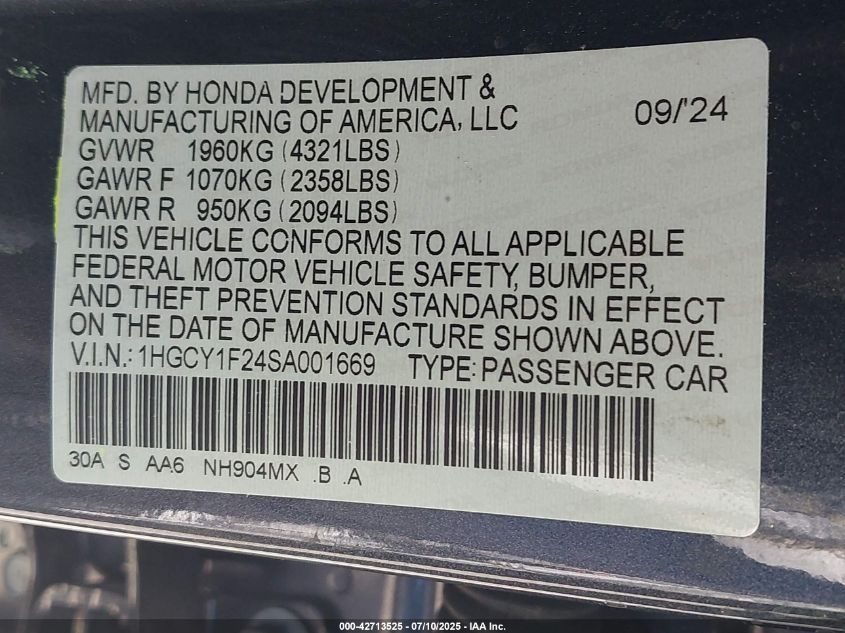 MFD. BY HONDA DEVELOPMENT &
MANUFACTURING OF AMERICA, LLC 09/'24
GVWR 1960KG (4321LBS)
GAWR F 1070KG (2358LBS)
GAWR R 950KG (2094LBS)
THIS VEHICLE CONFORMS TO ALL APPLICABLE
FEDERAL MOTOR VEHICLE SAFETY, BUMPER,
AND THEFT PREVENTION STANDARDS IN EFFECT
ON THE DATE OF MANUFACTURE SHOWN ABOVE.
V.I.N.: 1HGCY1F24SA001669 TYPE: PASSENGER CAR
30A S AA6 NH904MX .B .A
000-42713525 - 07/10/2025 - IAA Inc.